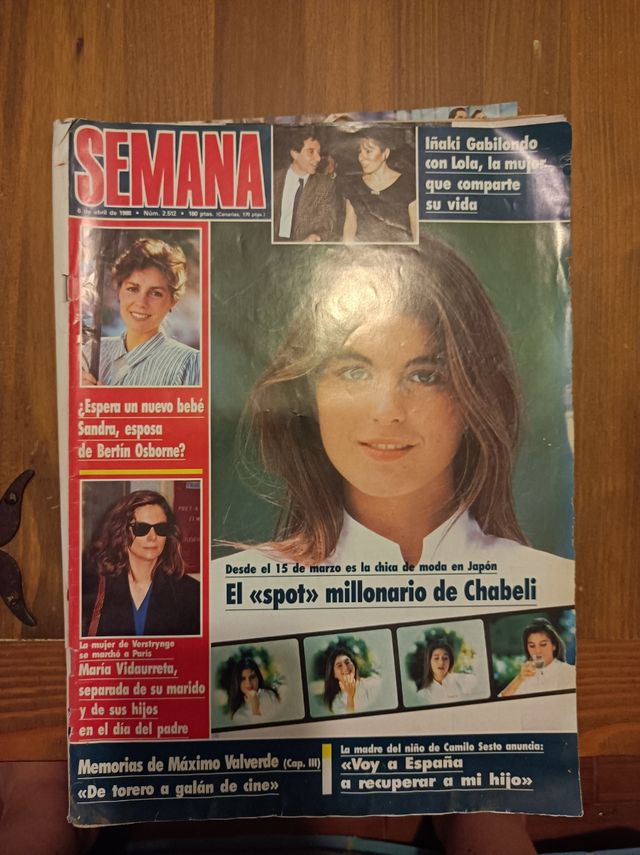 SEMANA
6 de abril de 1988 • Núm. 2.512 • 160 ptas. (Canarias, 170 ptas.)
Iñaki Gabilondo
con Lola, la mujer
que comparte
su vida
¿Espera un nuevo bebé
Sandra, esposa
de Bertín Osborne?
La mujer de Verstrynge
se marchó a París
María Vidaurreta,
separada de su marido
y de sus hijos
en el día del padre
Desde el 15 de marzo es la chica de moda en Japón
El «spot» millonario de Chabeli
Memorias de Máximo Valverde (Cap. III)
«De torero a galán de cine»
La madre del niño de Camilo Sesto anuncia:
«Voy a España
a recuperar a mi hijo»